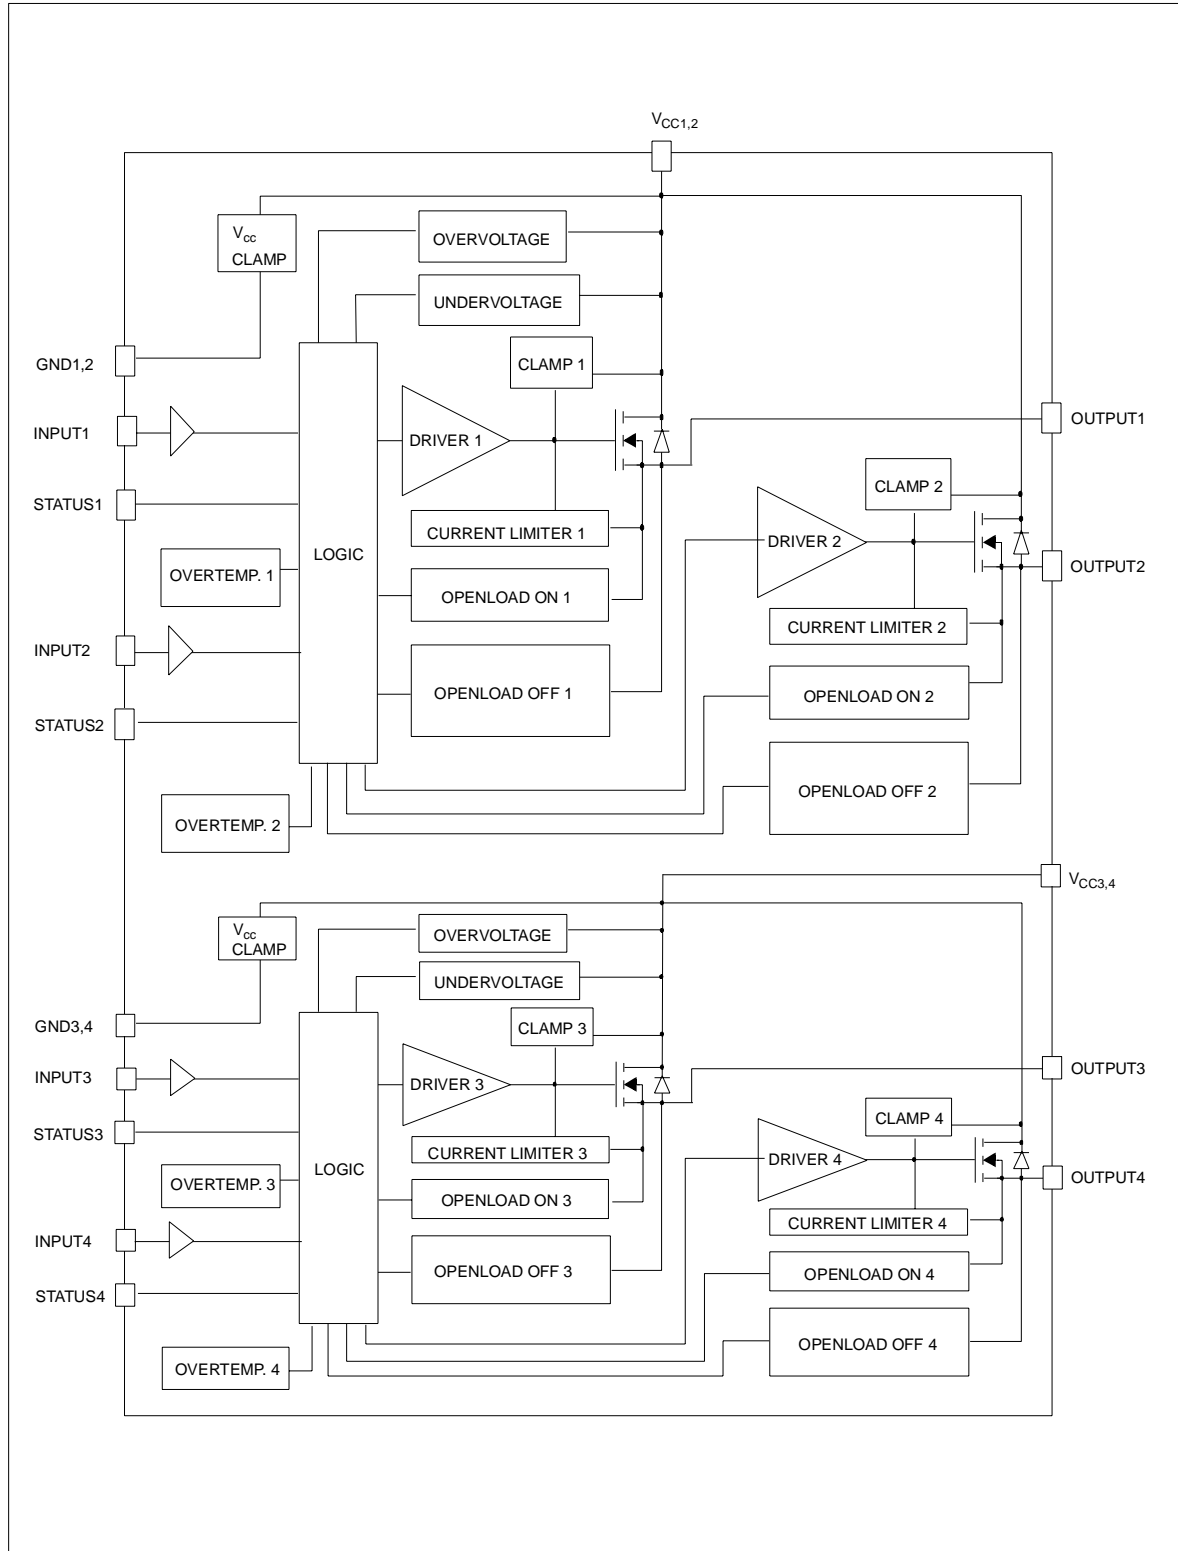 VCC1,2
Vcc
CLAMP
OVERVOLTAGE
UNDERVOLTAGE
GND1,2
CLAMP 1
INPUT1
DRIVER 1
OUTPUT1
STATUS1
CURRENT LIMITER 1
LOGIC
CLAMP 2
DRIVER 2
OUTPUT2
OVERTEMP. 1
OPENLOAD ON 1
CURRENT LIMITER 2
INPUT2
OPENLOAD OFF 1
OPENLOAD ON 2
STATUS2
OPENLOAD OFF 2
OVERTEMP. 2
VCC3,4
Vcc
CLAMP
OVERVOLTAGE
UNDERVOLTAGE
GND3,4
CLAMP 3
INPUT3
DRIVER 3
OUTPUT3
STATUS3
CURRENT LIMITER 3
LOGIC
CLAMP 4
DRIVER 4
OUTPUT4
OVERTEMP. 3
OPENLOAD ON 3
CURRENT LIMITER 4
INPUT4
OPENLOAD OFF 3
OPENLOAD ON 4
STATUS4
OPENLOAD OFF 4
OVERTEMP. 4